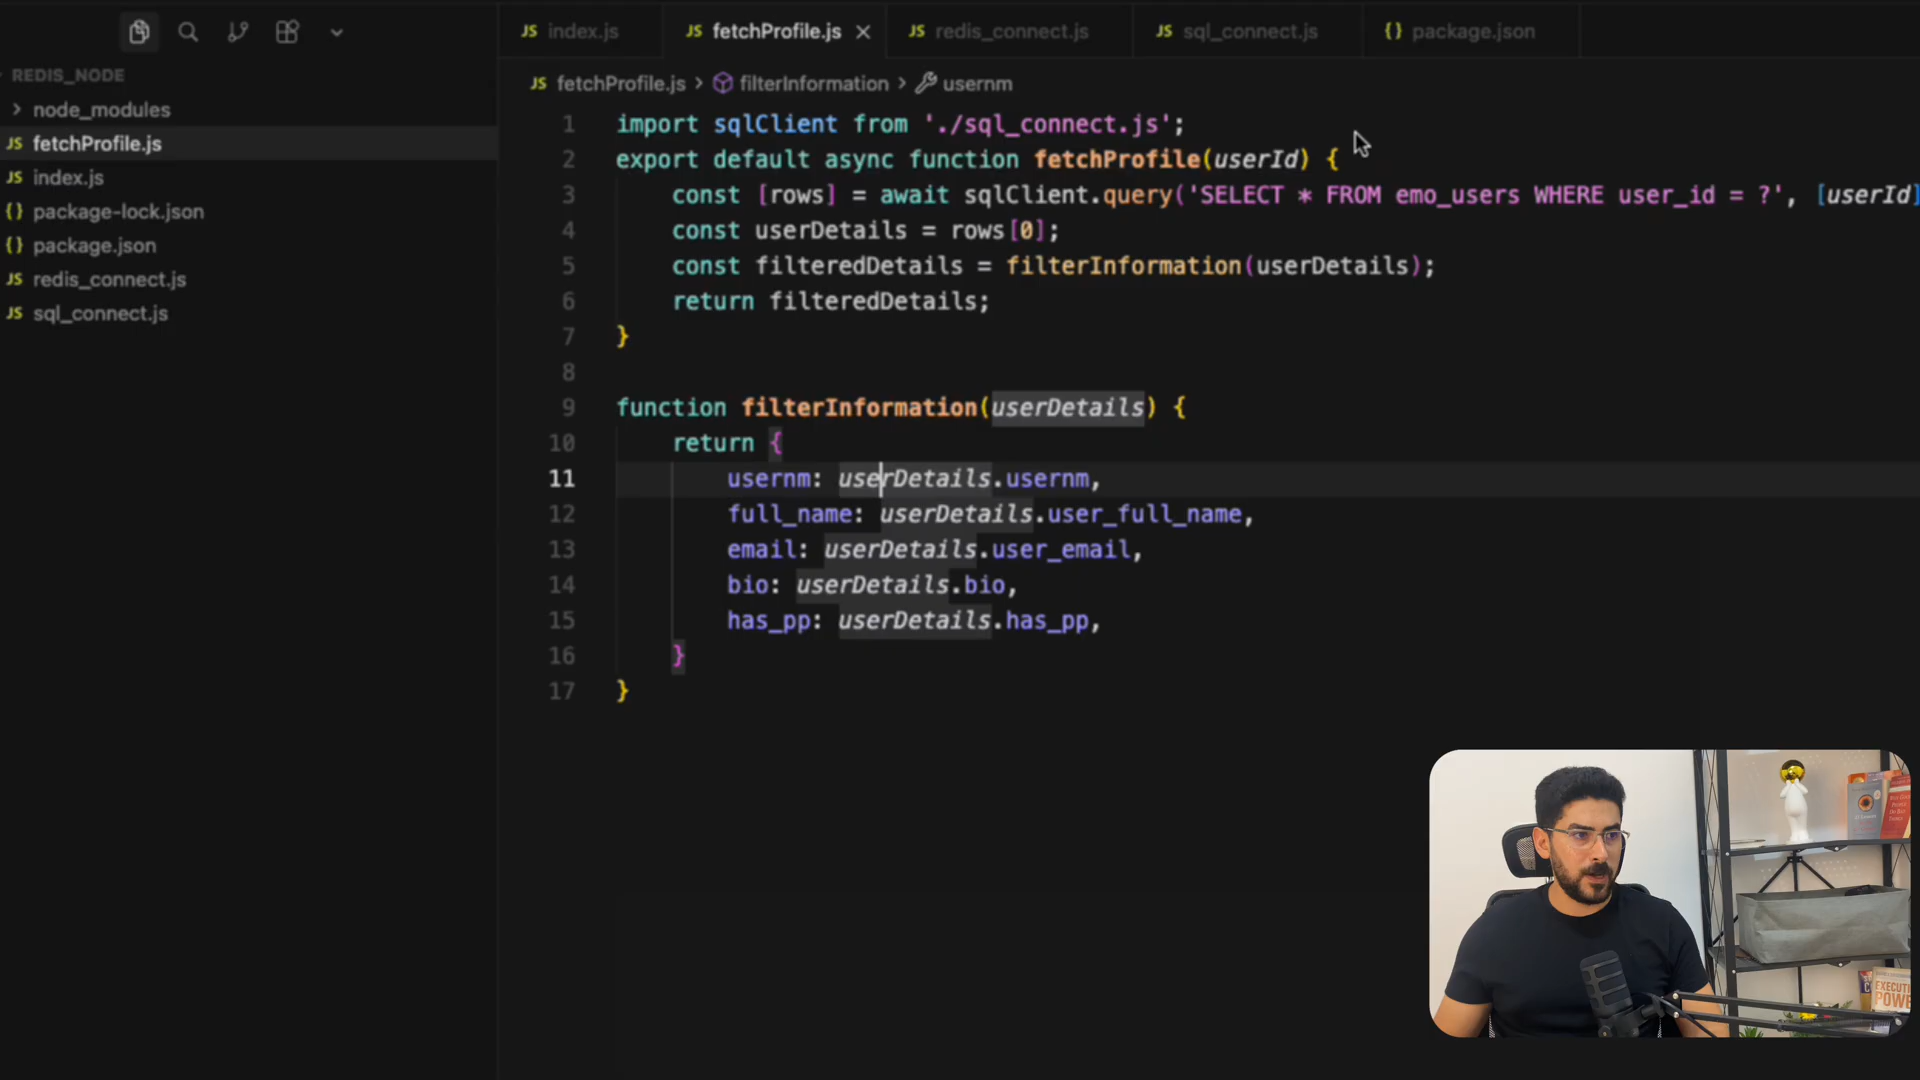 REDIS_NODE
node_modules
fetchProfile.js
index.js
package-lock.json
package.json
redis_connect.js
sql_connect.js
JS index.js
JS fetchProfile.js
JS redis_connect.js
JS sql_connect.js
{} package.json
JS fetchProfile.js > filterInformation > usernm
1 import sqlClient from './sql_connect.js';
2 export default async function fetchProfile(userId) {
3 const [rows] = await sqlClient.query('SELECT * FROM emo_users WHERE user_id = ?', [userId]
4 const userDetails = rows[0];
5 const filteredDetails = filterInformation(userDetails);
6 return filteredDetails;
7 }
8
9 function filterInformation(userDetails) {
10 return {
11 usernm: userDetails.usernm,
12 full_name: userDetails.user_full_name,
13 email: userDetails.user_email,
14 bio: userDetails.bio,
15 has_pp: userDetails.has_pp,
16 }
17 }